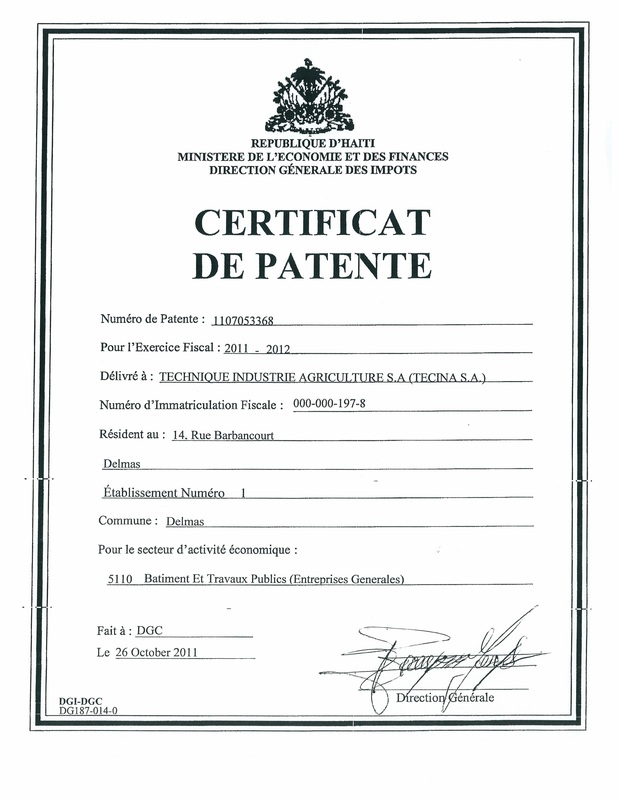 REPUBLIQUE D'HAITI
MINISTERE DE L'ECONOMIE ET DES FINANCES
DIRECTION GÉNERALE DES IMPOTS
CERTIFICAT
DE PATENTE
Numéro de Patente : 1107053368
Pour l'Exercice Fiscal : 2011 - 2012
Délivré à : TECHNIQUE INDUSTRIE AGRICULTURE S.A (TECINA S.A.)
Numéro d'Immatriculation Fiscale : 000-000-197-8
Résident au : 14, Rue Barbancourt
Delmas
Établissement Numéro 1
Commune : Delmas
Pour le secteur d'activité économique :
5110 Batiment Et Travaux Publics (Entreprises Generales)
Fait à : DGC
Le 26 October 2011
Direction Générale
DGI-DGC
DG187-014-0